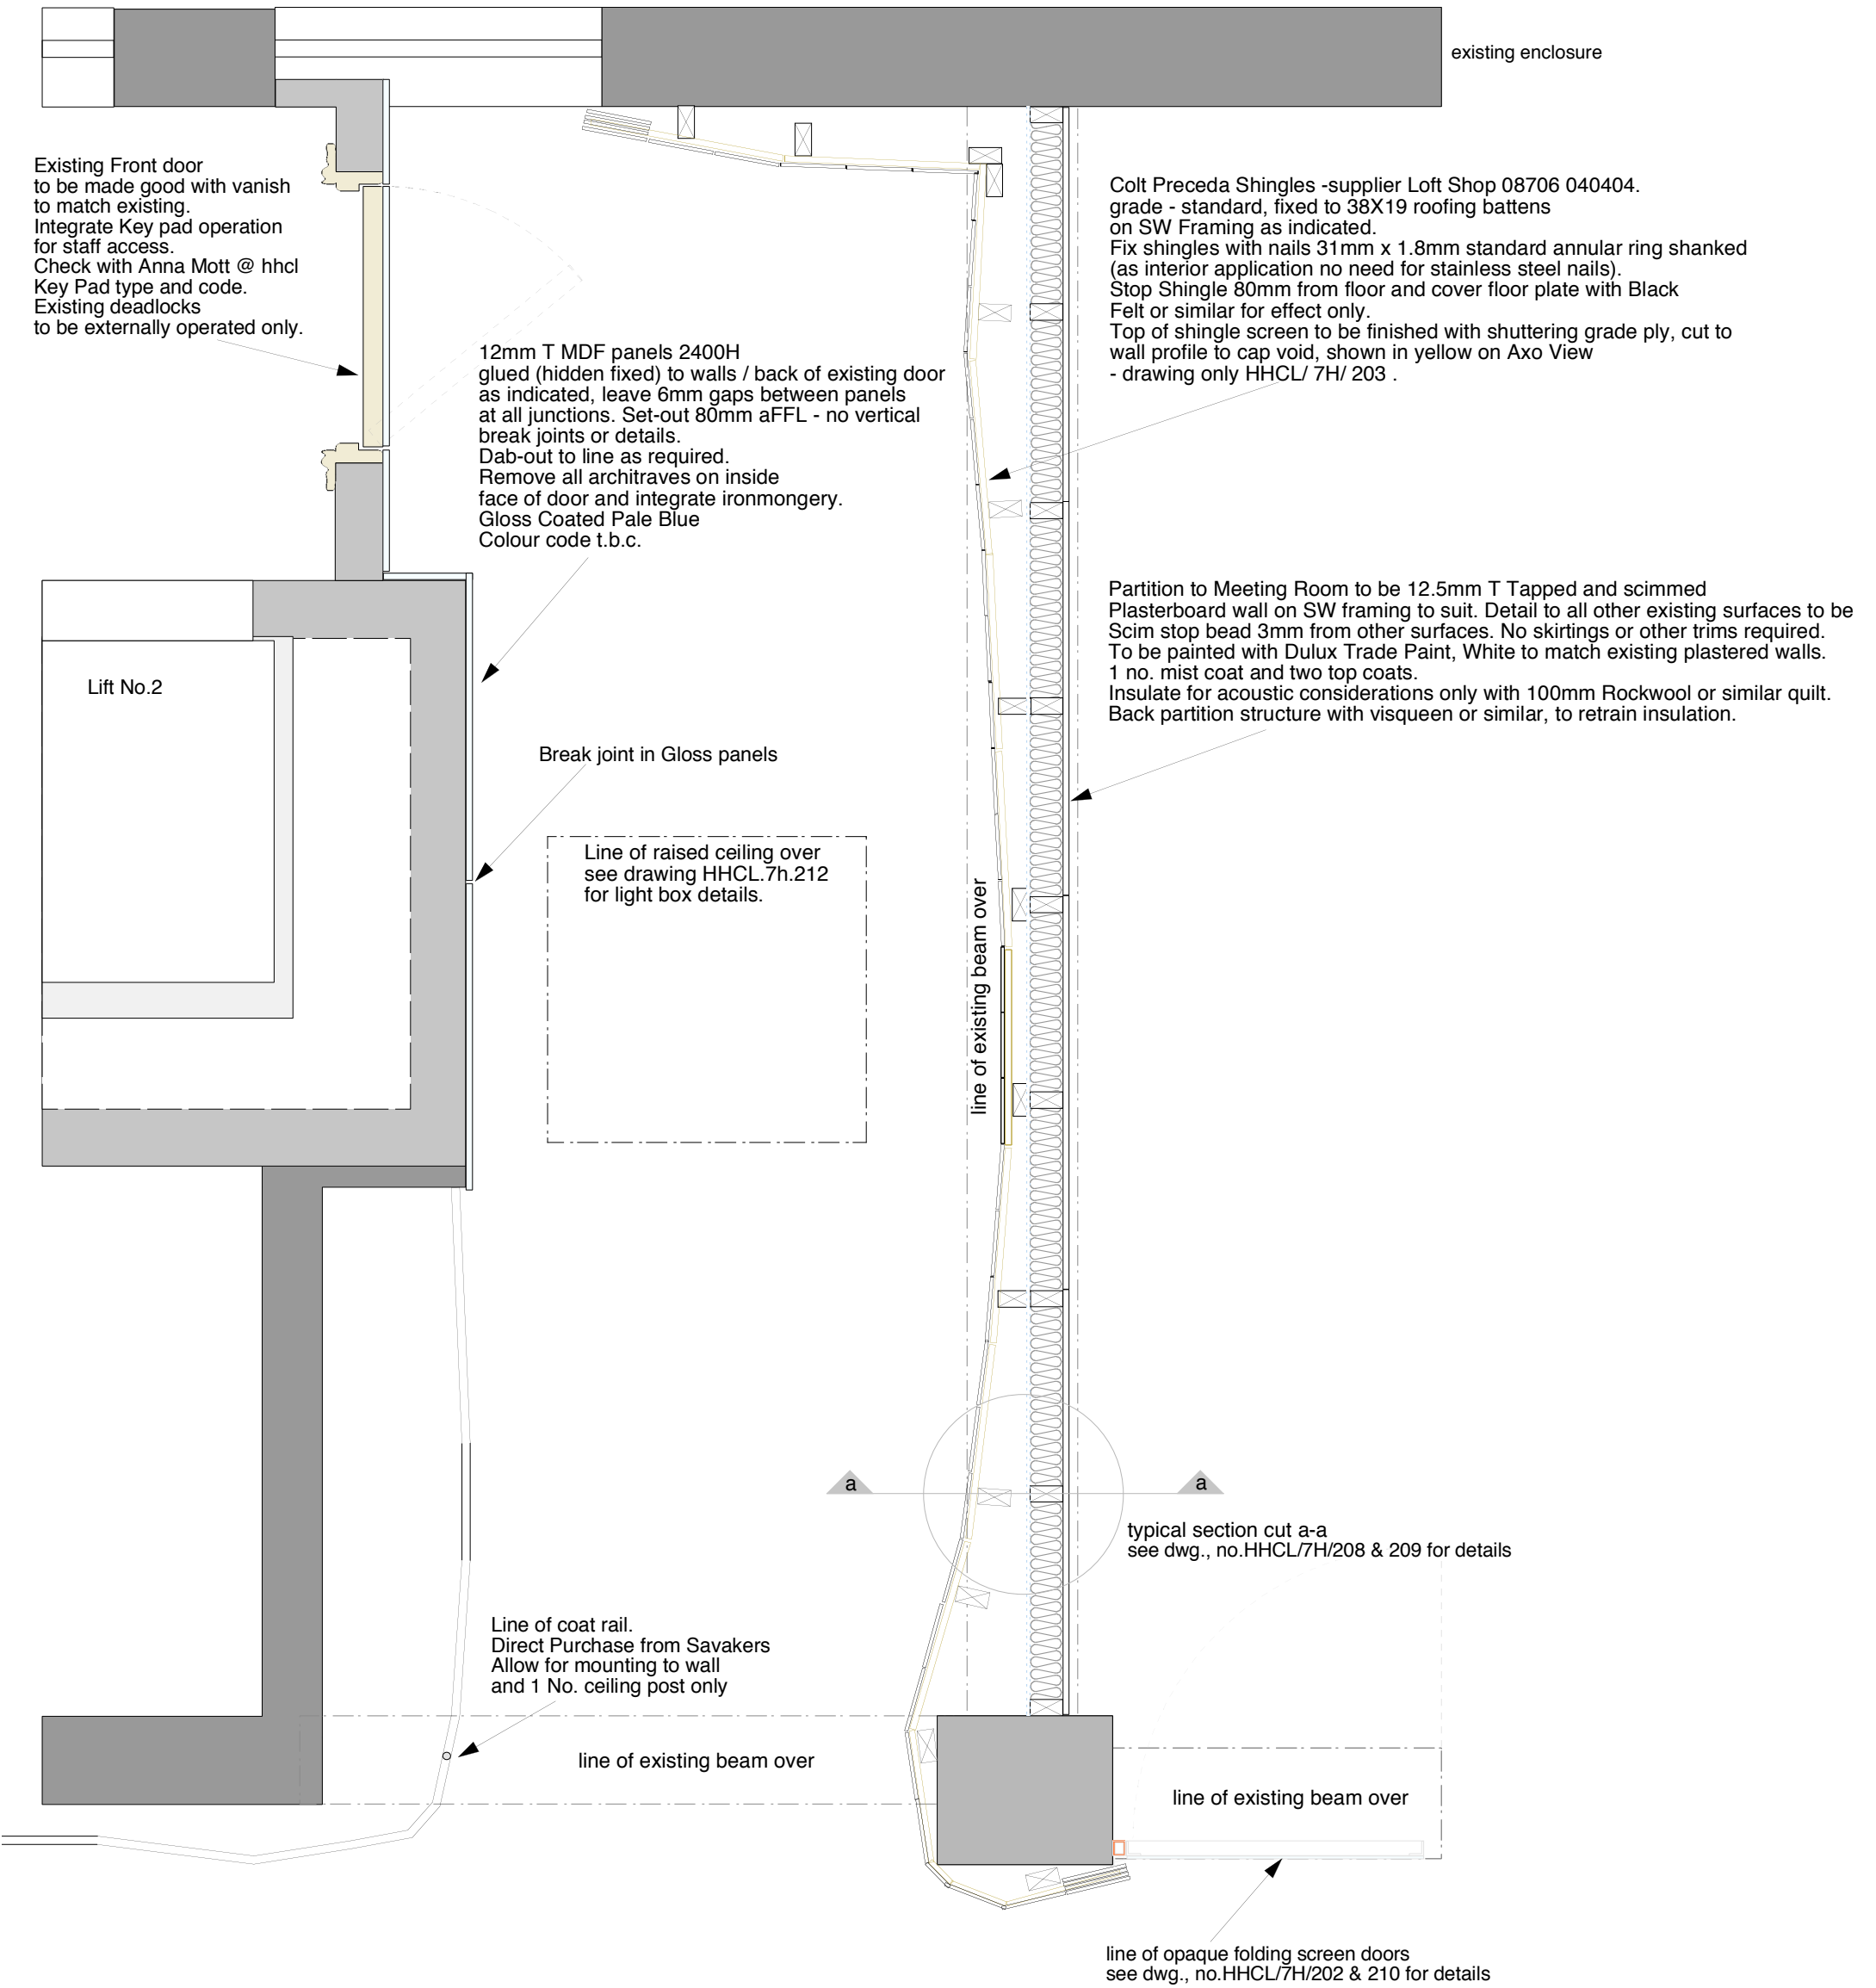 existing enclosure
Existing Front door
to be made good with vanish
to match existing.
Integrate Key pad operation
for staff access.
Check with Anna Mott @ hhcl
Key Pad type and code.
Existing deadlocks
to be externally operated only.
Colt Preceda Shingles -supplier Loft Shop 08706 040404.
grade - standard, fixed to 38X19 roofing battens
on SW Framing as indicated.
Fix shingles with nails 31mm x 1.8mm standard annular ring shanked
(as interior application no need for stainless steel nails).
Stop Shingle 80mm from floor and cover floor plate with Black
Felt or similar for effect only.
Top of shingle screen to be finished with shuttering grade ply, cut to
wall profile to cap void, shown in yellow on Axo View
- drawing only HHCL/ 7H/ 203 .
12mm T MDF panels 2400H
glued (hidden fixed) to walls / back of existing door
as indicated, leave 6mm gaps between panels
at all junctions. Set-out 80mm aFFL - no vertical
break joints or details.
Dab-out to line as required.
Remove all architraves on inside
face of door and integrate ironmongery.
Gloss Coated Pale Blue
Colour code t.b.c.
Partition to Meeting Room to be 12.5mm T Tapped and scimmed
Plasterboard wall on SW framing to suit. Detail to all other existing surfaces to be
Scim stop bead 3mm from other surfaces. No skirtings or other trims required.
To be painted with Dulux Trade Paint, White to match existing plastered walls.
1 no. mist coat and two top coats.
Insulate for acoustic considerations only with 100mm Rockwool or similar quilt.
Back partition structure with visqueen or similar, to retrain insulation.
Lift No.2
Break joint in Gloss panels
Line of raised ceiling over
see drawing HHCL.7h.212
for light box details.
line of existing beam over
a
a
typical section cut a-a
see dwg., no.HHCL/7H/208 & 209 for details
Line of coat rail.
Direct Purchase from Savakers
Allow for mounting to wall
and 1 No. ceiling post only
line of existing beam over
line of existing beam over
line of opaque folding screen doors
see dwg., no.HHCL/7H/202 & 210 for details